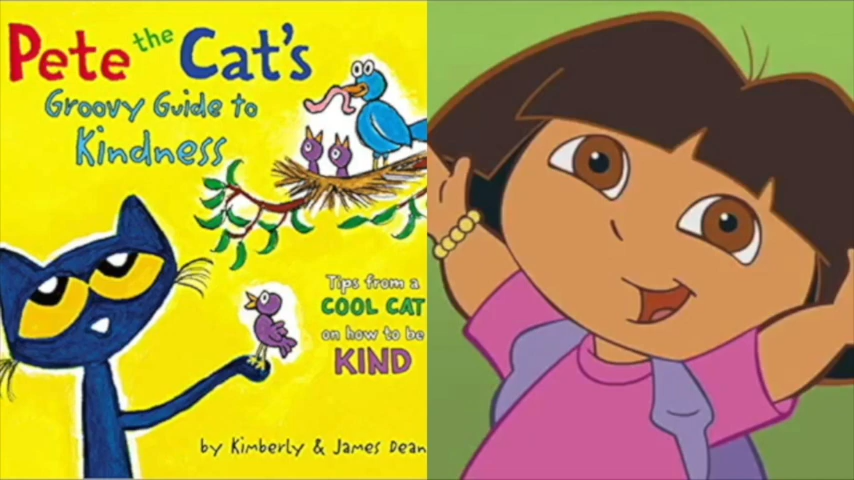 Pete the Cat's
Groovy Guide to
Kindness
Tips from a
COOL CAT
on how to be
KIND
by Kimberly & James Dean